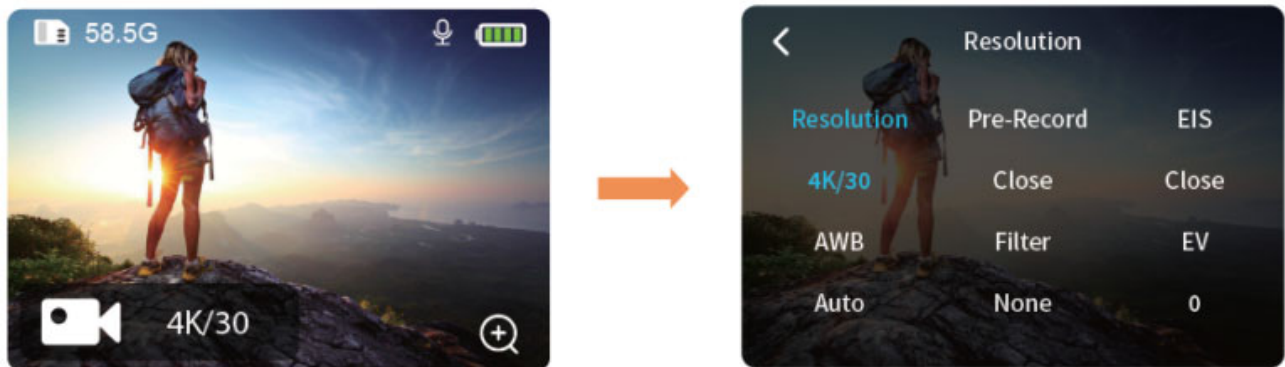 58.5G
4K/30
Resolution
Resolution Pre-Record EIS
4K/30 Close Close
AWB Filter EV
Auto None 0